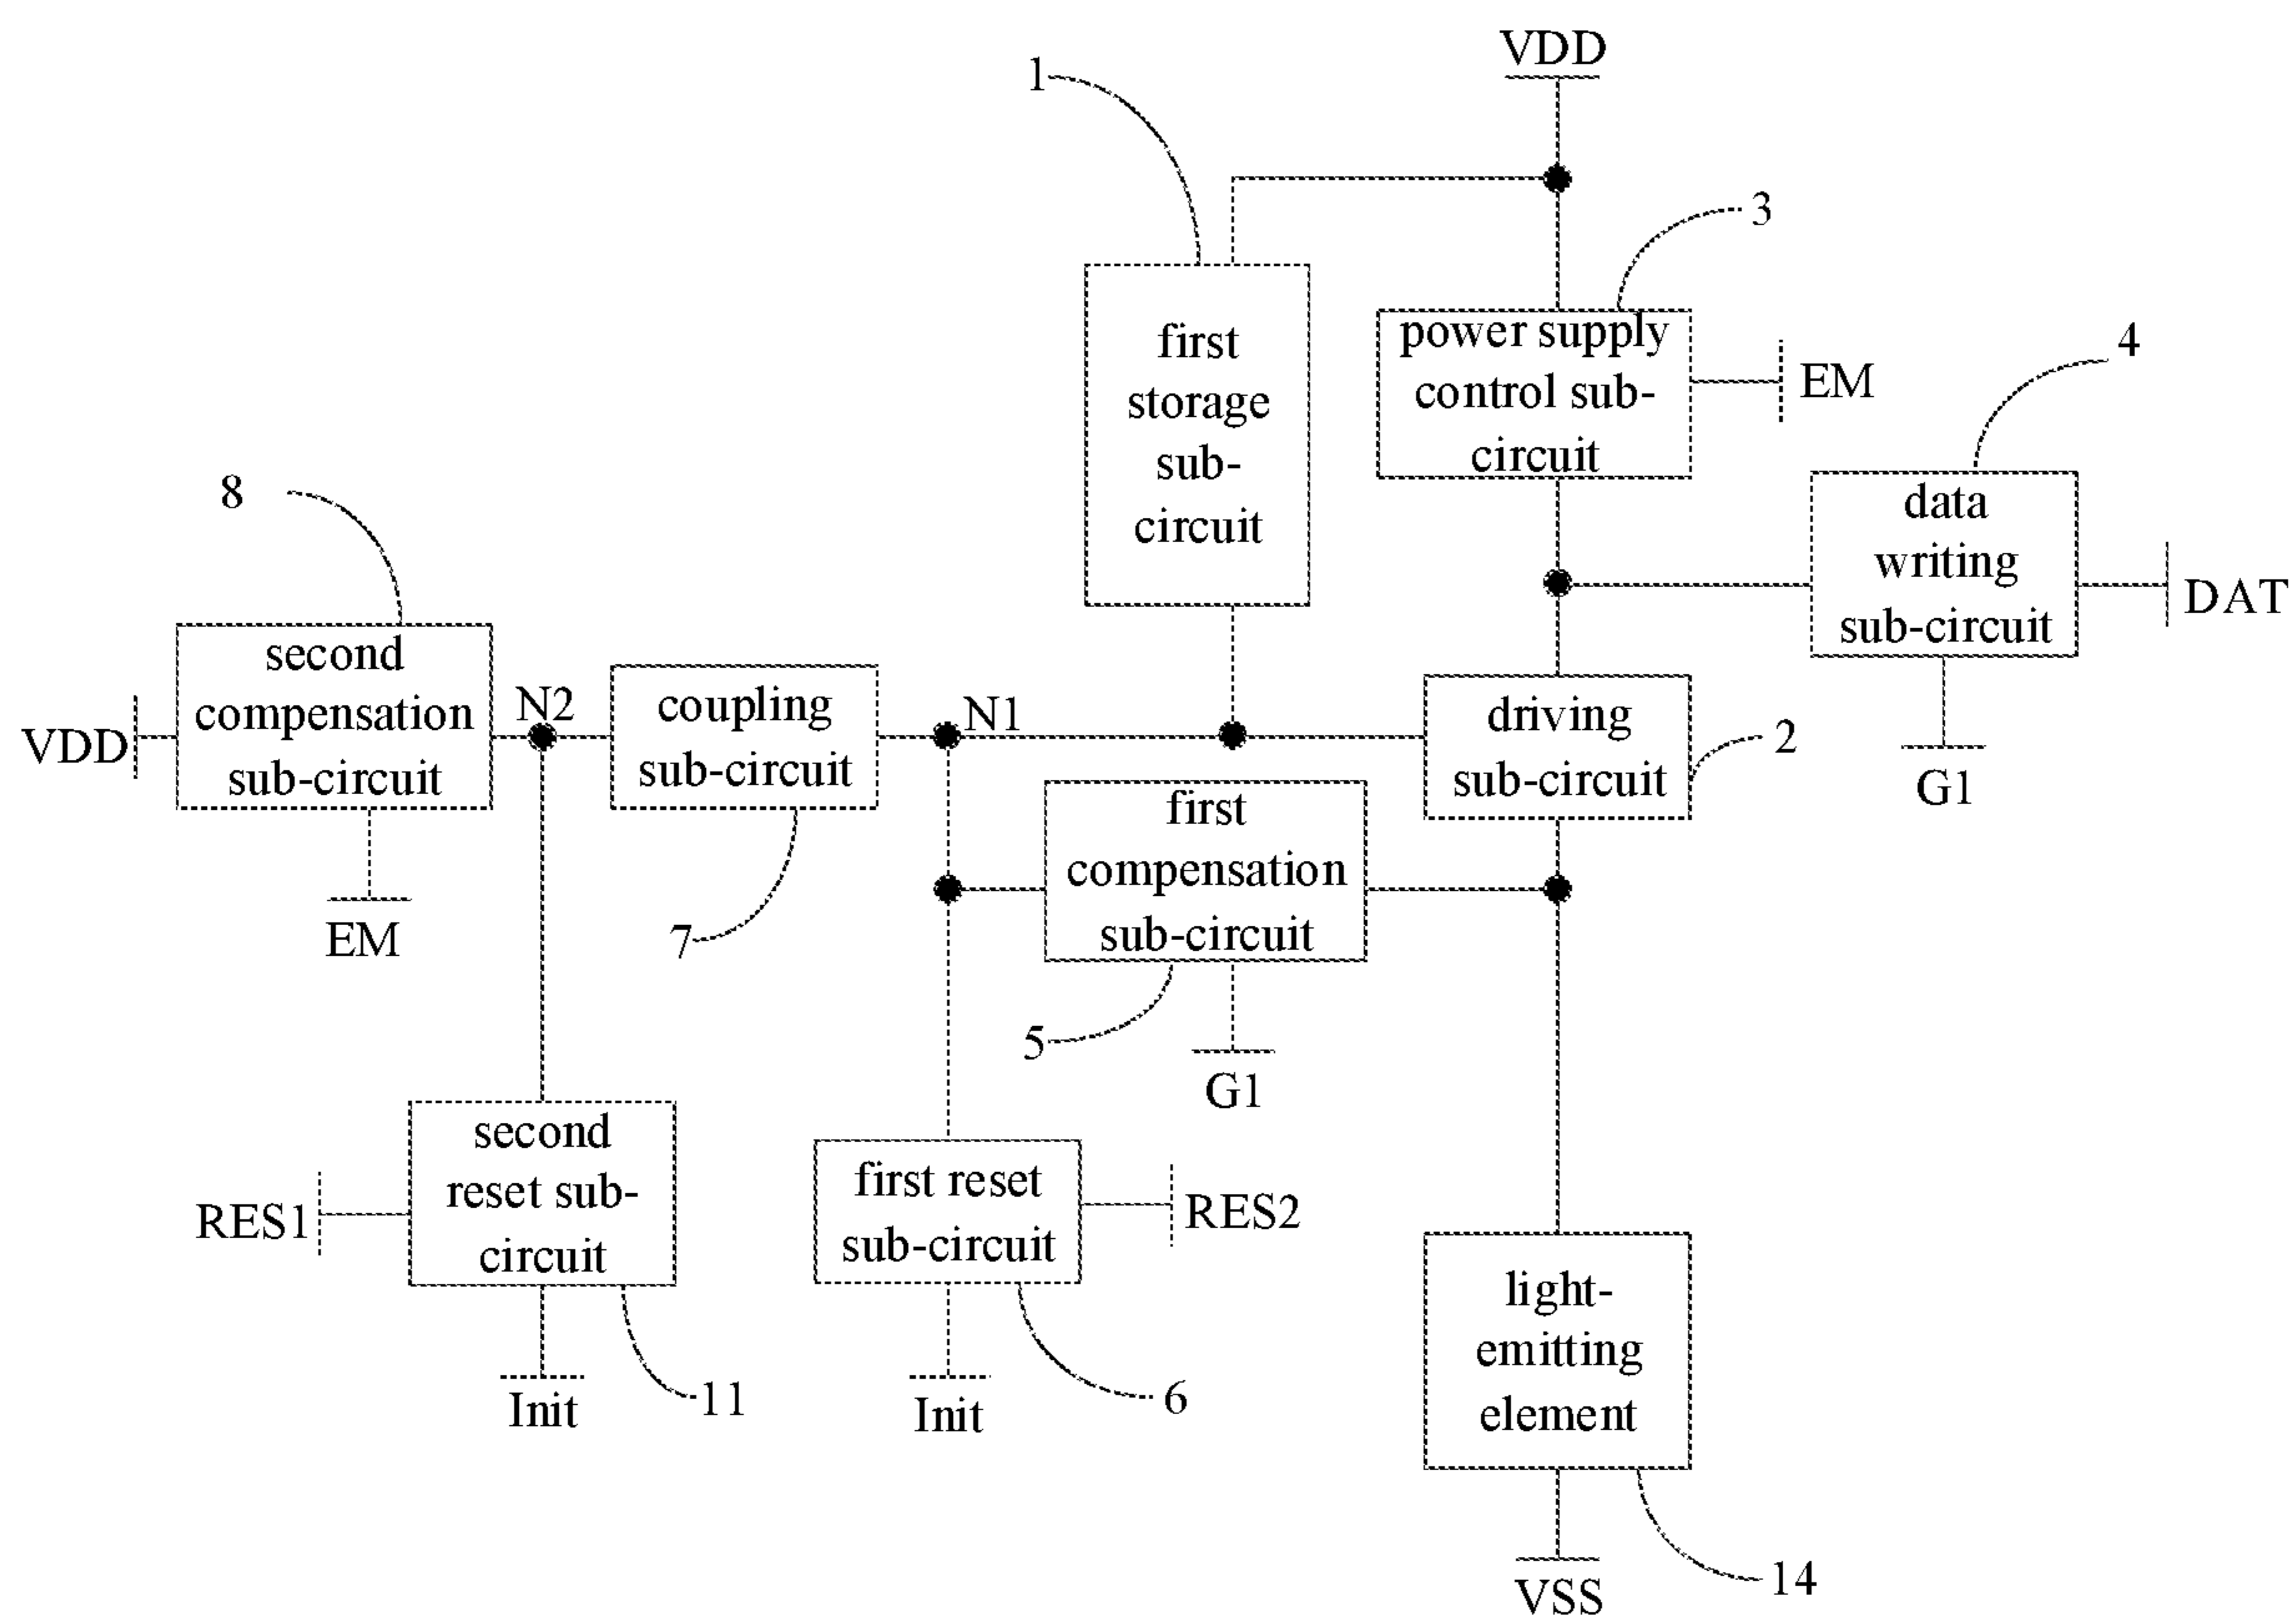 VDD
1
3
power supply
control sub-
circuit
EM
first
storage
sub-
circuit
4
data
writing
sub-circuit
DAT
G1
8
second
compensation
sub-circuit
VDD
EM
N2
coupling
sub-circuit
7
N1
driving
sub-circuit
2
first
compensation
sub-circuit
5
G1
second
reset sub-
circuit
RES1
Init
11
first reset
sub-circuit
RES2
Init
6
light-
emitting
element
14
VSS